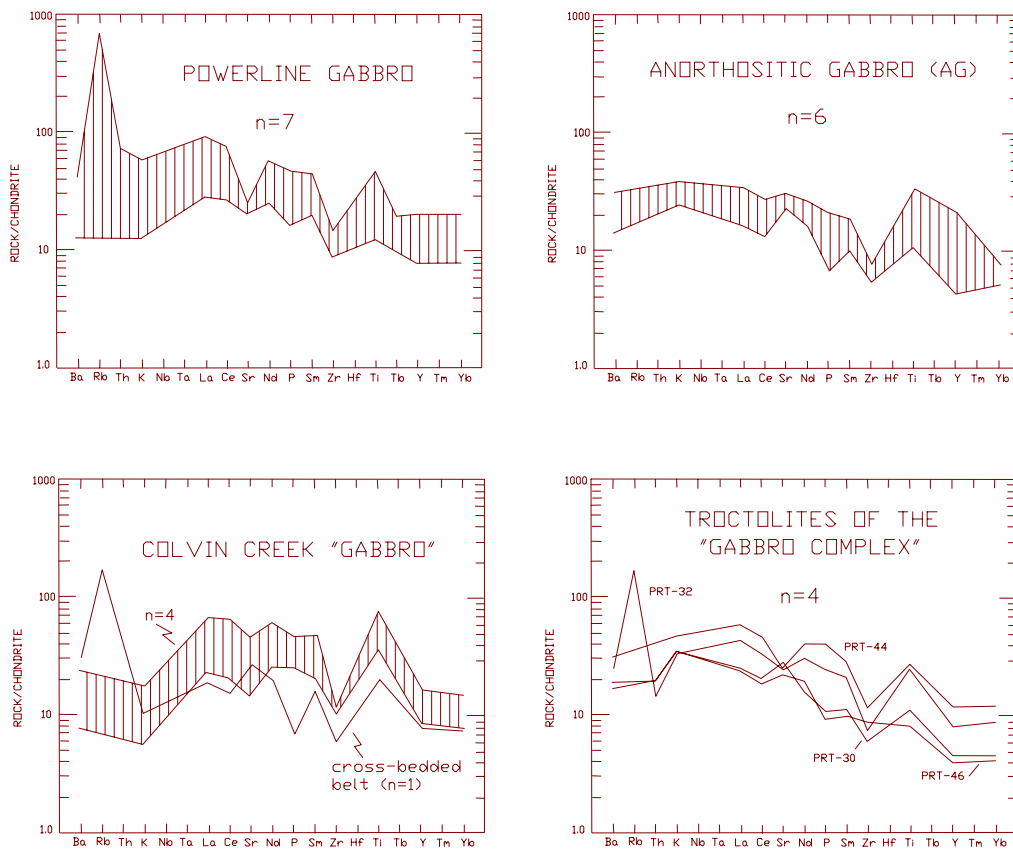 POWERLINE GABBRO
n=7
1000
100
10
1.0
ROCK/CHONDRITE
Ba Rb Th K Nb Ta La Ce Sr Nd P Sm Zr Hf Ti Tb Y Tm Yb
ANORTHOSITIC GABBRO (AG)
n=6
1000
100
10
1.0
ROCK/CHONDRITE
Ba Rb Th K Nb Ta La Ce Sr Nd P Sm Zr Hf Ti Tb Y Tm Yb
COLVIN CREEK "GABBRO"
n=4
cross-bedded
belt (n=1)
1000
100
10
1.0
ROCK/CHONDRITE
Ba Rb Th K Nb Ta La Ce Sr Nd P Sm Zr Hf Ti Tb Y Tm Yb
TROCTOLITES OF THE
"GABBRO COMPLEX"
n=4
PRT-32
PRT-44
PRT-30
PRT-46
1000
100
10
1.0
ROCK/CHONDRITE
Ba Rb Th K Nb Ta La Ce Sr Nd P Sm Zr Hf Ti Tb Y Tm Yb